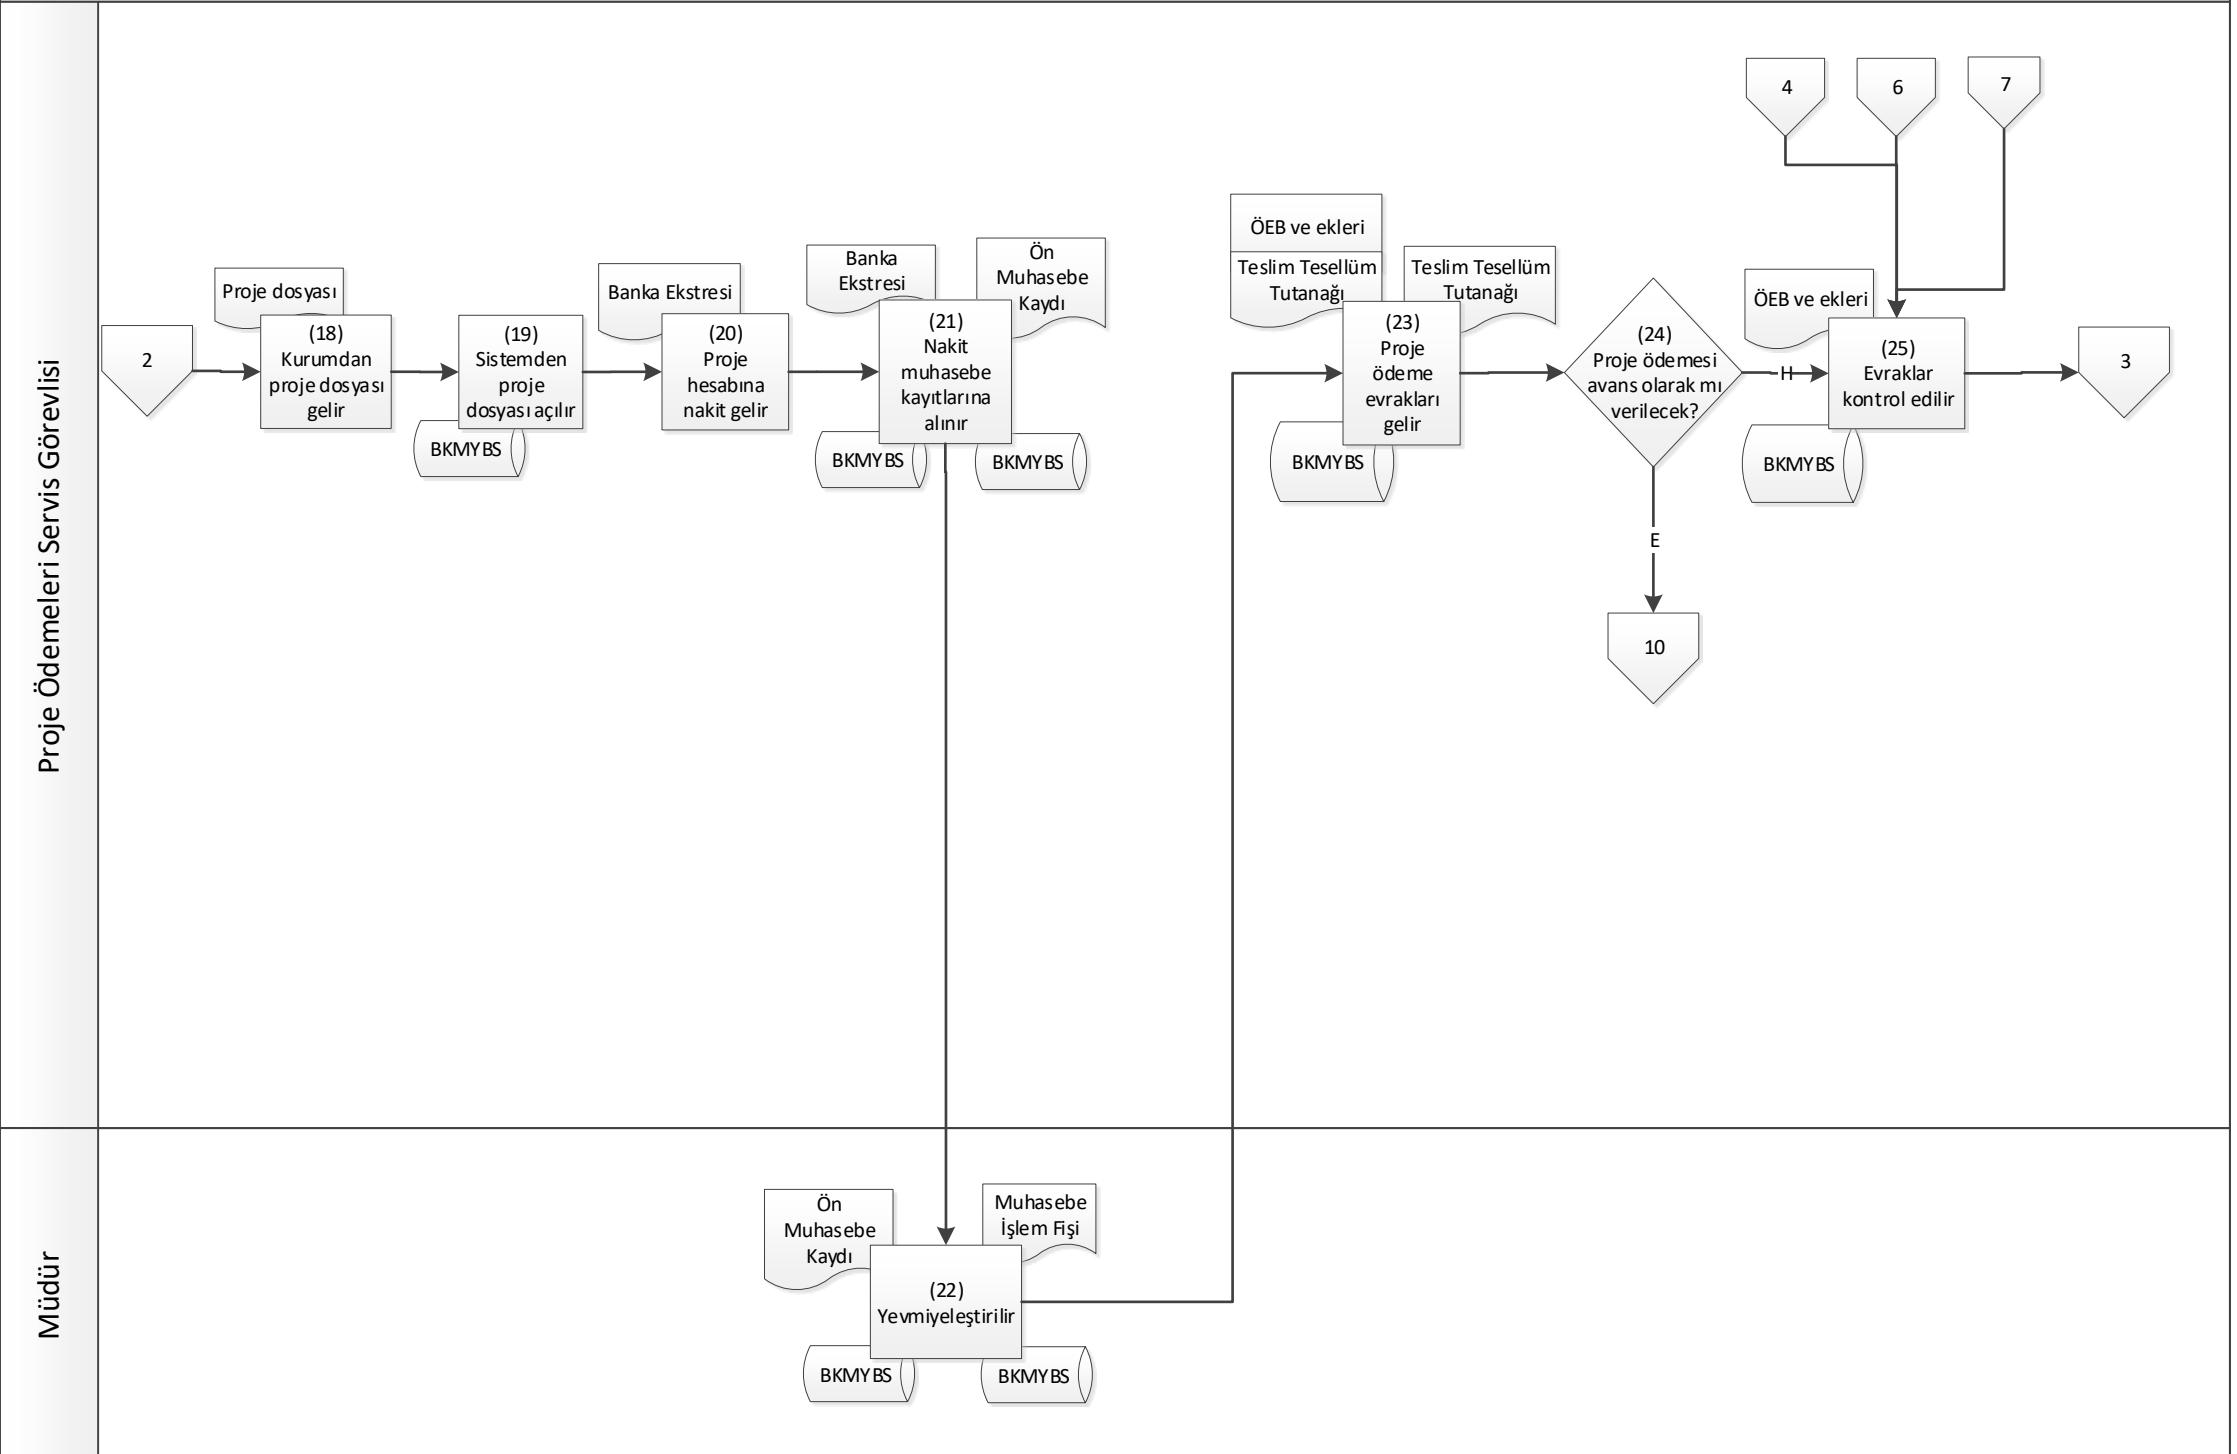 Proje Ödemeleri Servis Görevlisi
2
Proje dosyası
(18)
Kurumdan
proje dosyası
gelir
(19)
Sistemden
proje
dosyası açılır
BKMYBS
Banka Ekstresi
(20)
Proje
hesabına
nakit gelir
Banka
Ekstresi
Ön
Muhasebe
Kaydı
(21)
Nakit
muhasebe
kayıtlarına
alınır
BKMYBS
BKMYBS
ÖEB ve ekleri
Teslim Tesellüm
Tutanağı
Teslim Tesellüm
Tutanağı
(23)
Proje
ödeme
evrakları
gelir
BKMYBS
(24)
Proje ödemesi
avans olarak mı
verilecek?
H
E
10
4
6
7
ÖEB ve ekleri
(25)
Evraklar
kontrol edilir
BKMYBS
3
Müdür
Ön
Muhasebe
Kaydı
Muhasebe
İşlem Fişi
(22)
Yevmiyeleştirilir
BKMYBS
BKMYBS